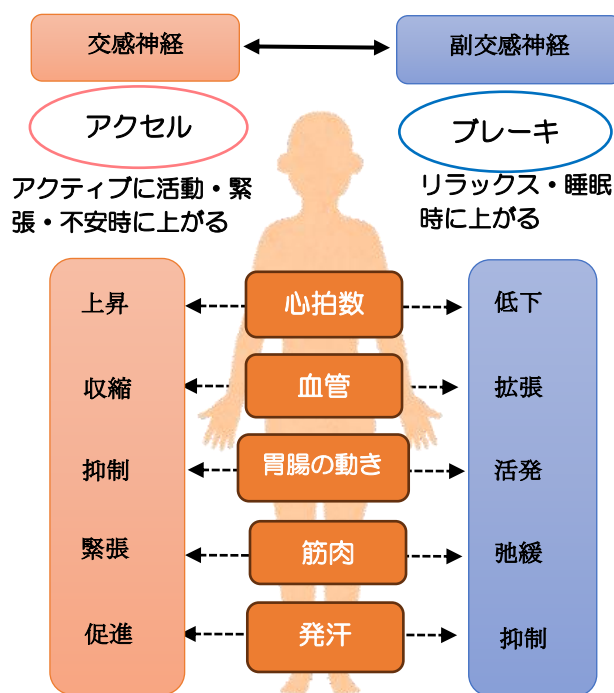 交感神経
副交感神経
アクセル
ブレーキ
アクティブに活動・緊
張・不安時に上がる
リラックス・睡眠
時に上がる
上昇
心拍数
低下
収縮
血管
拡張
抑制
胃腸の動き
活発
緊張
筋肉
弛緩
促進
発汗
抑制